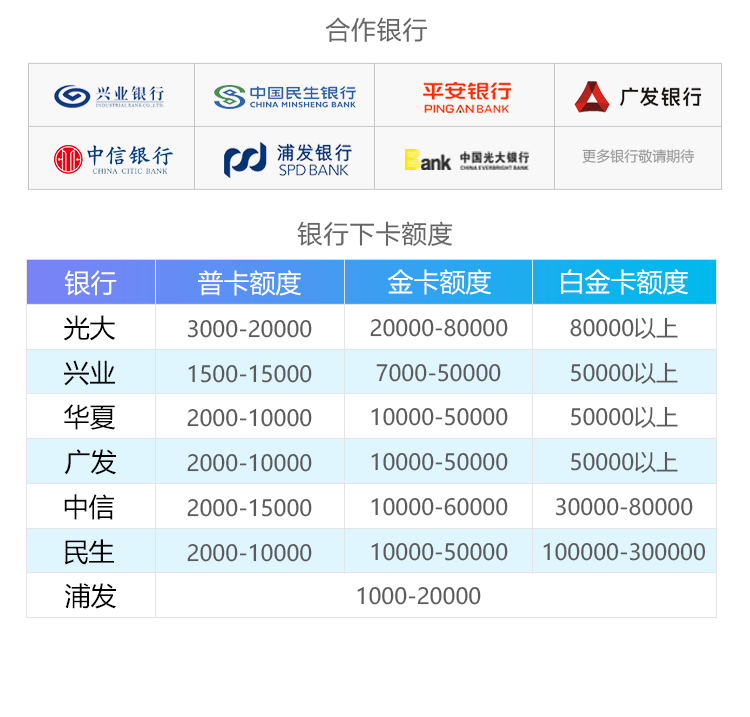 合作银行
兴业银行 中国民生银行 平安银行 广发银行
INDUSTRIAL BANK CO.,LTD. CHINA MINSHENG BANK PINGAN BANK
中信银行 浦发银行 Bank 中国光大银行 更多银行敬请期待
CHINA CITIC BANK SPD BANK CHINA EVERBRIGHT BANK
银行下卡额度
银行 普卡额度 金卡额度 白金卡额度
光大 3000-20000 20000-80000 80000以上
兴业 1500-15000 7000-50000 50000以上
华夏 2000-10000 10000-50000 50000以上
广发 2000-10000 10000-50000 50000以上
中信 2000-15000 10000-60000 30000-80000
民生 2000-10000 10000-50000 100000-300000
浦发 1000-20000